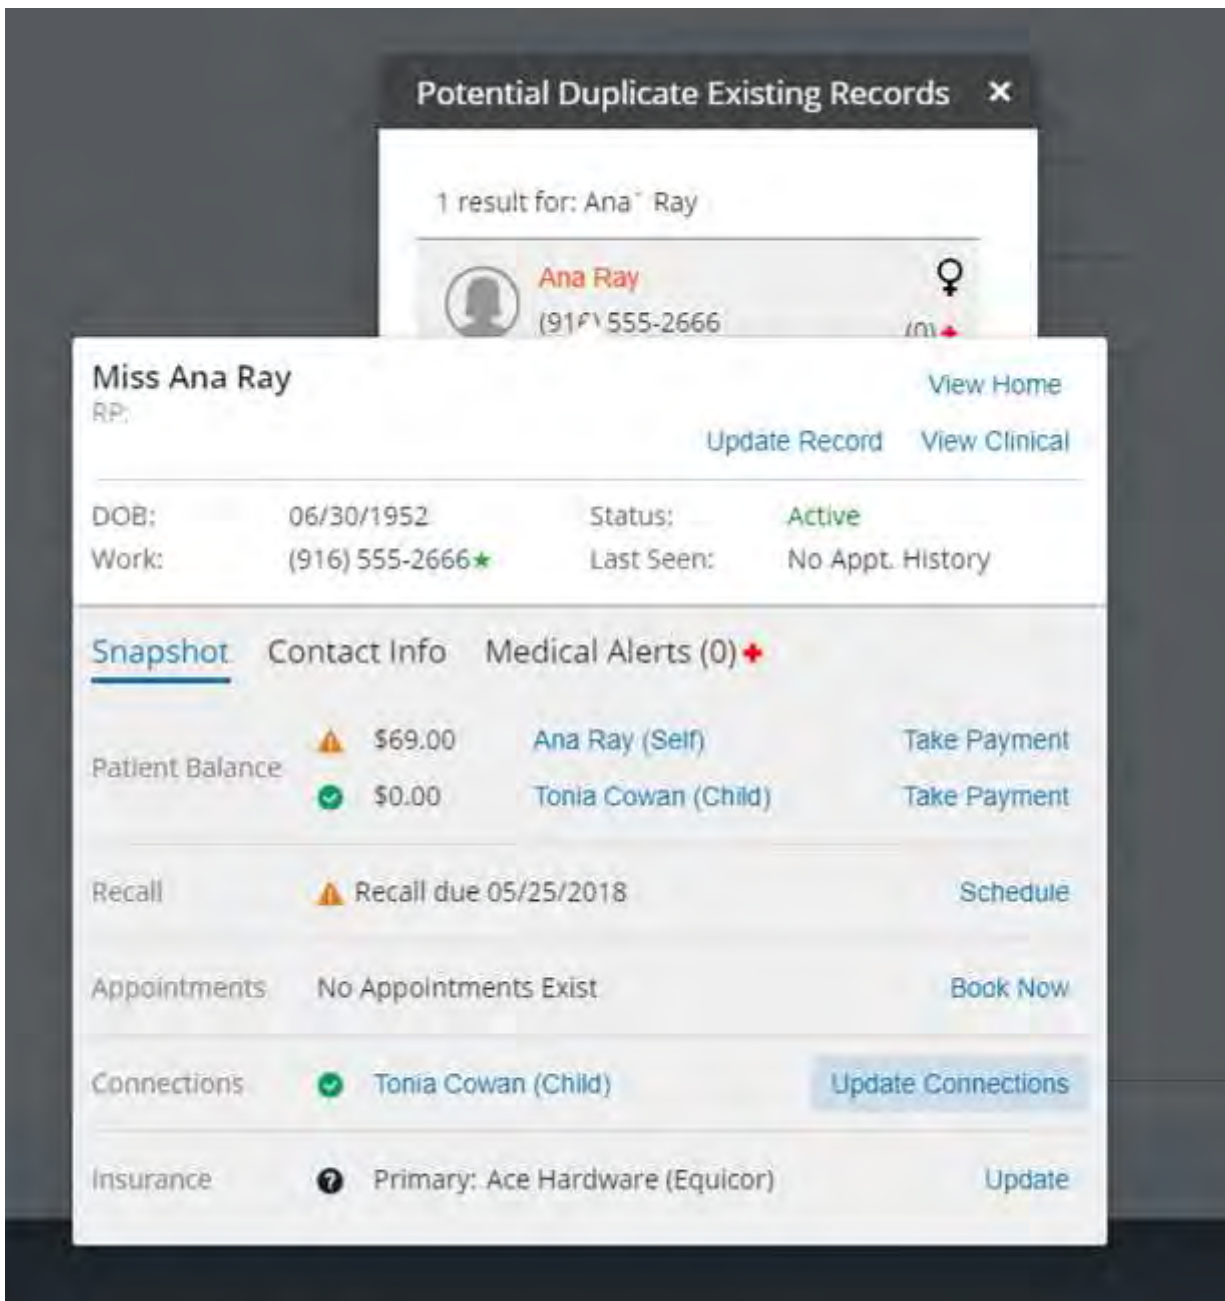 Potential Duplicate Existing Records ×
1 result for: Ana Ray
Ana Ray
(916) 555-2666
(0)
Miss Ana Ray
View Home
RP:
Update Record View Clinical
DOB: 06/30/1952 Status: Active
Work: (916) 555-2666 Last Seen: No Appt. History
Snapshot Contact Info Medical Alerts (0)
Patient Balance
$69.00 Ana Ray (Self) Take Payment
$0.00 Tonia Cowan (Child) Take Payment
Recall Recall due 05/25/2018 Schedule
Appointments No Appointments Exist Book Now
Connections Tonia Cowan (Child) Update Connections
Insurance Primary: Ace Hardware (Equicor) Update